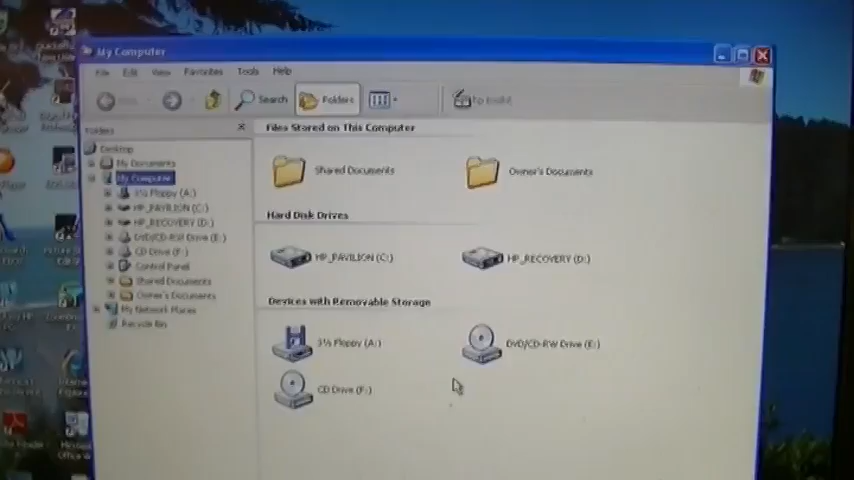 My Computer
File Edit View Favorites Tools Help
Search Folders
Folders
Desktop
My Documents
My Computer
3½ Floppy (A:)
HP_PAVILION (C:)
HP_RECOVERY (D:)
DVD/CD-RW Drive (E:)
CD Drive (F:)
Control Panel
Shared Documents
Owner's Documents
My Network Places
Recycle Bin
Files Stored on This Computer
Shared Documents Owner's Documents
Hard Disk Drives
HP_PAVILION (C:) HP_RECOVERY (D:)
Devices with Removable Storage
3½ Floppy (A:) DVD/CD-RW Drive (E:)
CD Drive (F:)